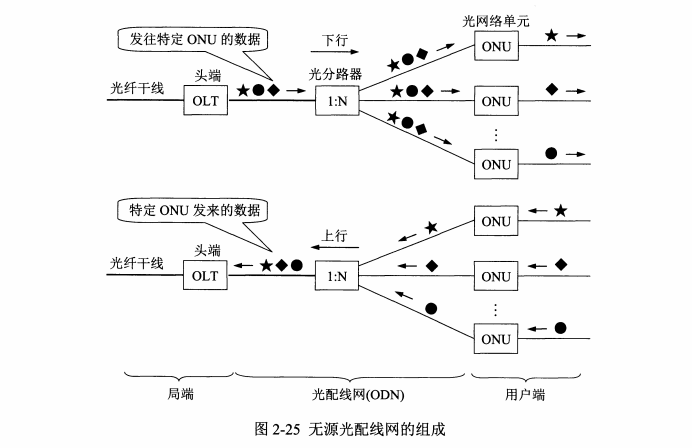 光网络单元
发往特定 ONU 的数据
下行
ONU
光分路器
头端
光纤干线
OLT
1:N
ONU
⋮
ONU
特定 ONU 发来的数据
上行
ONU
头端
光纤干线
OLT
1:N
ONU
⋮
ONU
局端
光配线网(ODN)
用户端
图 2-25 无源光配线网的组成